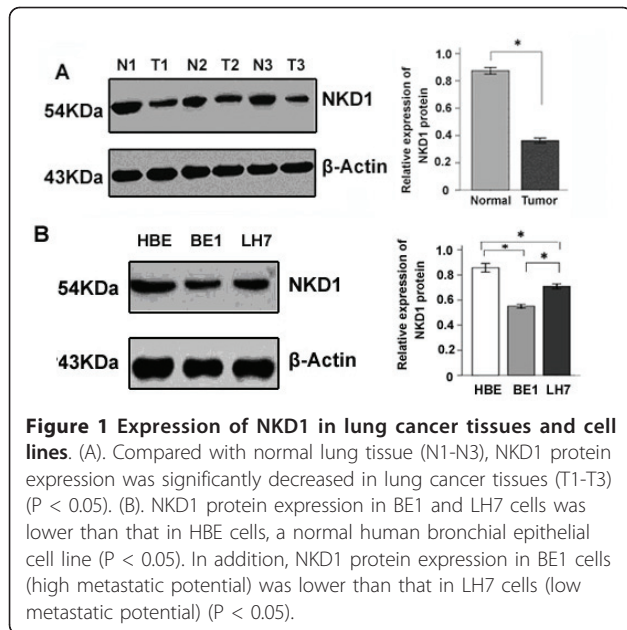 A
N1 T1 N2 T2 N3 T3
54KDa
NKD1
43KDa
β-Actin
Relative expression of
NKD1 protein
1.0
0.8
0.6
0.4
0.2
0
*
Normal Tumor
B
HBE BE1 LH7
54KDa
NKD1
43KDa
β-Actin
Relative expression of
NKD1 protein
1.0
0.8
0.6
0.4
0.2
0
*
* *
HBE BE1 LH7
Figure 1 Expression of NKD1 in lung cancer tissues and cell
lines. (A). Compared with normal lung tissue (N1-N3), NKD1 protein
expression was significantly decreased in lung cancer tissues (T1-T3)
(P < 0.05). (B). NKD1 protein expression in BE1 and LH7 cells was
lower than that in HBE cells, a normal human bronchial epithelial
cell line (P < 0.05). In addition, NKD1 protein expression in BE1 cells
(high metastatic potential) was lower than that in LH7 cells (low
metastatic potential) (P < 0.05).